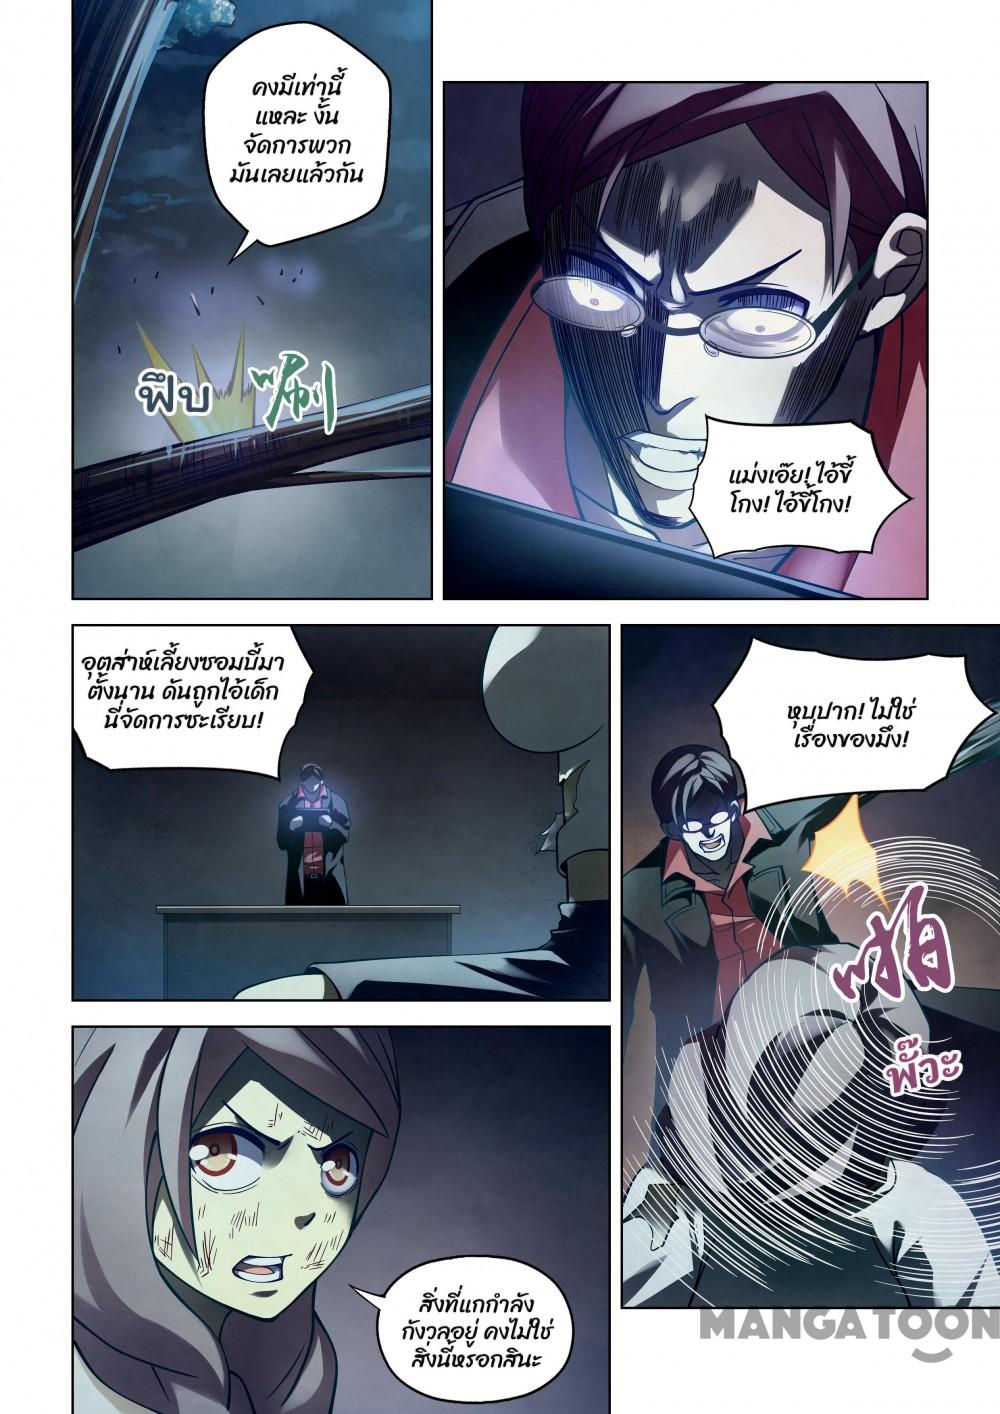 คงมีเท่านี้
แหละ งั้น
จัดการพวก
มันเลยแล้วกัน
ฟึบ
唰
แม่งเอ๊ย! ไอ้ขี้
โกง! ไอ้ขี้โกง!
อุตส่าห์เลี้ยงซอมบี้มา
ตั้งนาน ดันถูกไอ้เด็ก
นี่จัดการซะเรียบ!
หุบปาก! ไม่ใช่
เรื่องของมึง!
啪
พั๊วะ
สิ่งที่แกกำลัง
กังวลอยู่ คงไม่ใช่
สิ่งนี้หรอกสินะ
MANGATOON